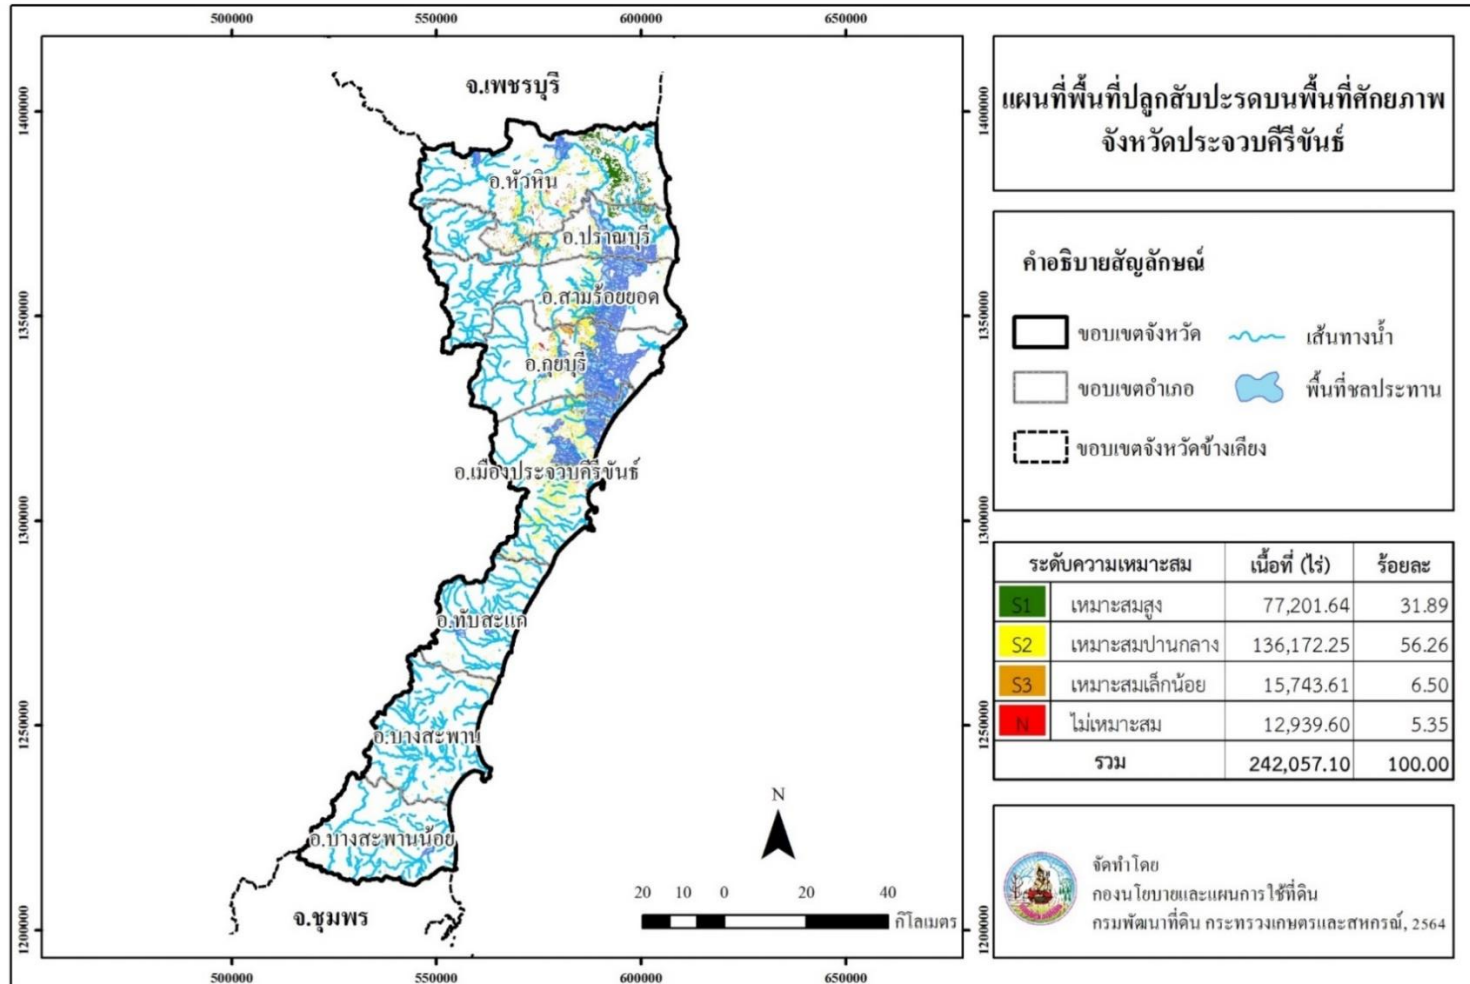 500000 550000 600000 650000
1400000
1350000
1300000
1250000
1200000
จ.เพชรบุรี
อ.หัวหิน
อ.ปราณบุรี
อ.สามร้อยยอด
อ.กุยบุรี
อ.เมืองประจวบคีรีขันธ์
อ.ทับสะแก
อ.บางสะพาน
อ.บางสะพานน้อย
จ.ชุมพร
N
20 10 0 20 40
กิโลเมตร
1400000
1350000
1300000
1250000
1200000
500000 550000 600000 650000
แผนที่พื้นที่ปลูกสับปะรดบนพื้นที่ศักยภาพ
จังหวัดประจวบคีรีขันธ์
คำอธิบายสัญลักษณ์
ขอบเขตจังหวัด เส้นทางน้ำ
ขอบเขตอำเภอ พื้นที่ชลประทาน
ขอบเขตจังหวัดข้างเคียง
ระดับความเหมาะสม เนื้อที่ (ไร่) ร้อยละ
S1 เหมาะสมสูง 77,201.64 31.89
S2 เหมาะสมปานกลาง 136,172.25 56.26
S3 เหมาะสมเล็กน้อย 15,743.61 6.50
N ไม่เหมาะสม 12,939.60 5.35
รวม 242,057.10 100.00
จัดทำโดย
กองนโยบายและแผนการใช้ที่ดิน
กรมพัฒนาที่ดิน กระทรวงเกษตรและสหกรณ์, 2564